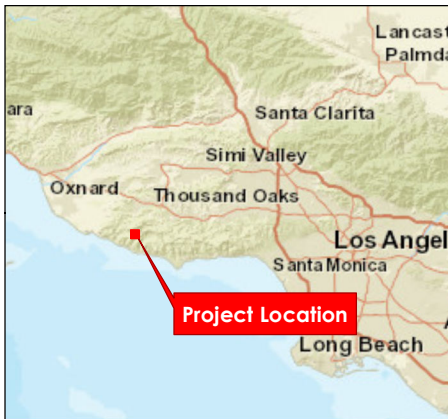 Lancast
Palmda
ara
Santa Clarita
Simi Valley
Oxnard
Thousand Oaks
Los Angel
Santa Monica
Project Location
Long Beach